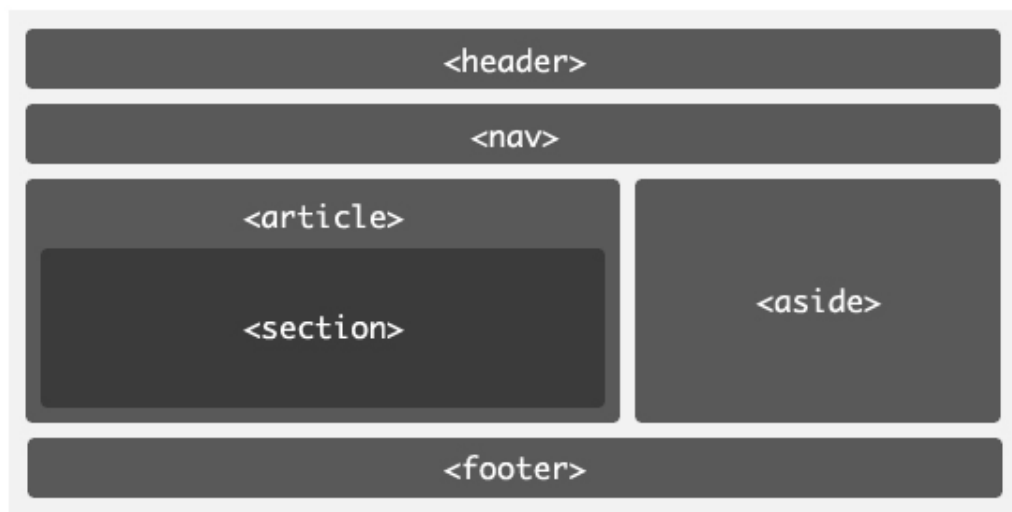 <header>
<nav>
<article>
<section>
<aside>
<footer>